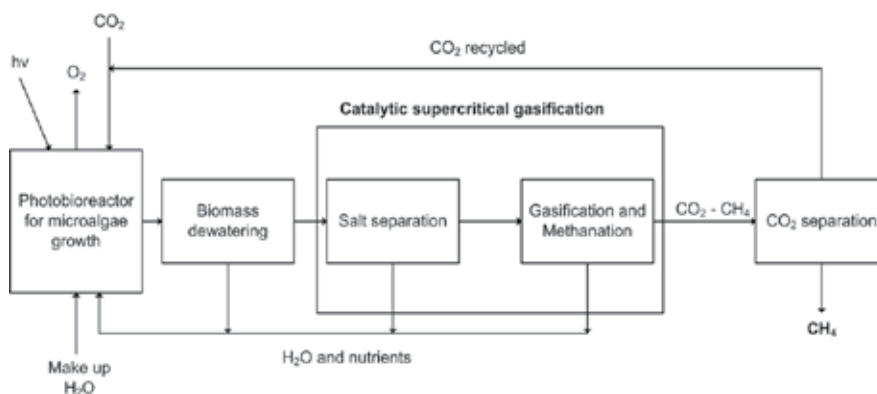 CO₂
CO₂ recycled
hv
O₂
Catalytic supercritical gasification
Photobioreactor
for microalgae
growth
Biomass
dewatering
Salt separation
Gasification and
Methanation
CO₂ - CH₄
CO₂ separation
H₂O and nutrients
CH₄
Make up
H₂O